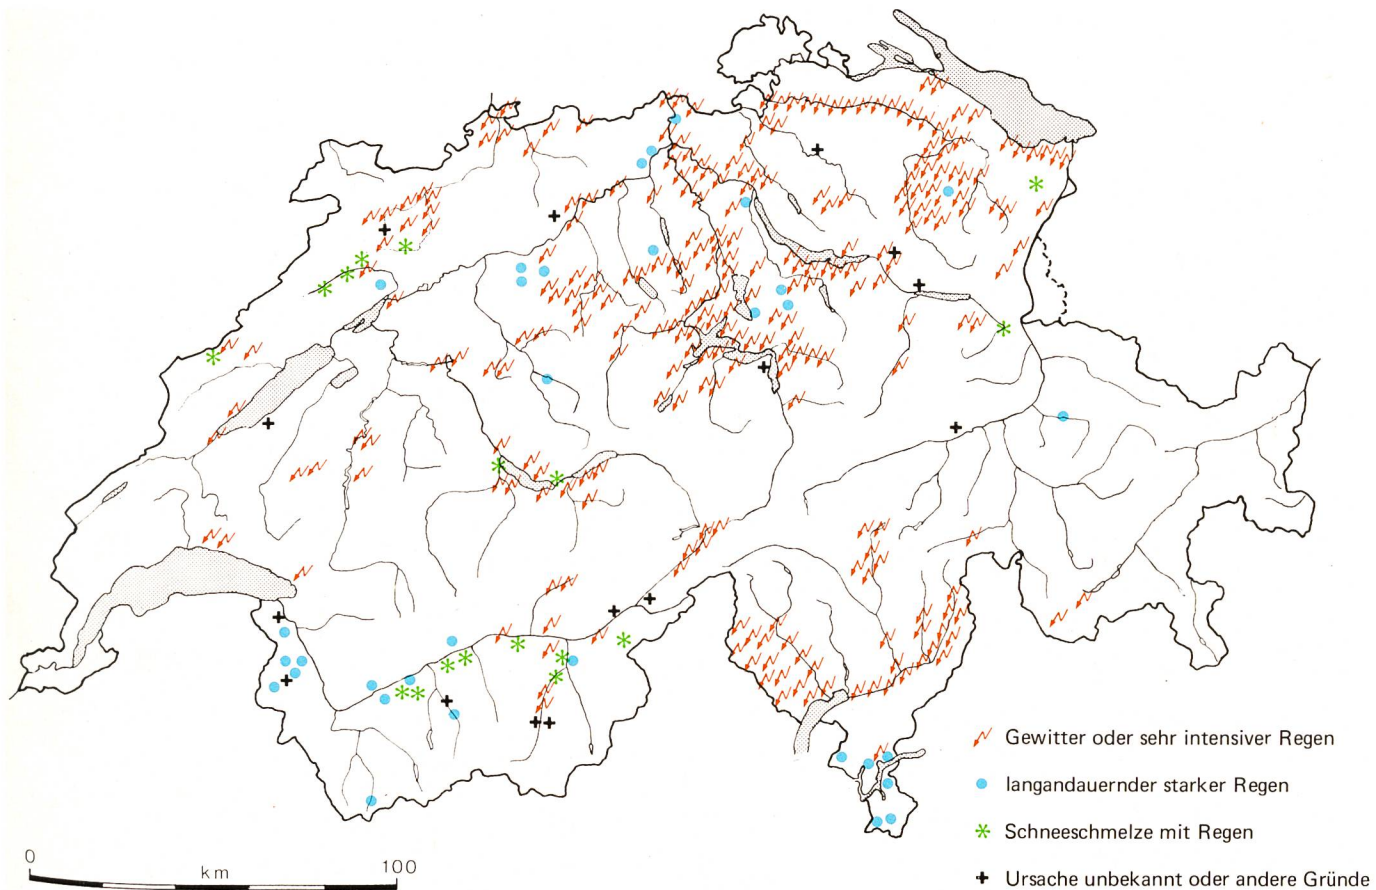 Gewitter oder sehr intensiver Regen
langandauernder starker Regen
Schneeschmelze mit Regen
Ursache unbekannt oder andere Gründe
0 100
km